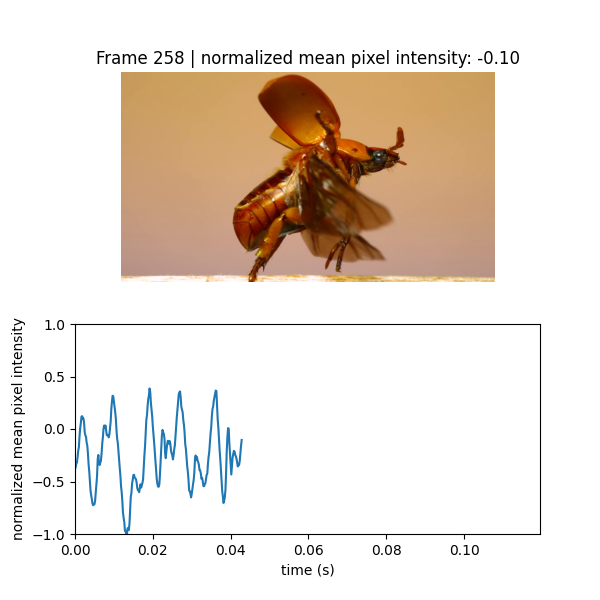 Frame 258 | normalized mean pixel intensity: -0.10
1.0
0.5
0.0
−0.5
−1.0
normalized mean pixel intensity
0.00 0.02 0.04 0.06 0.08 0.10
time (s)